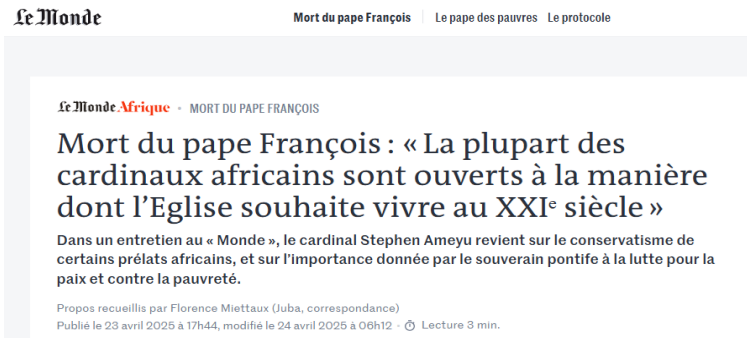 Le Monde
Mort du pape François
Le pape des pauvres
Le protocole
Le Monde Afrique • MORT DU PAPE FRANÇOIS
Mort du pape François : « La plupart des
cardinaux africains sont ouverts à la manière
dont l’Eglise souhaite vivre au XXIᵉ siècle »
Dans un entretien au « Monde », le cardinal Stephen Ameyu revient sur le conservatisme de
certains prélats africains, et sur l’importance donnée par le souverain pontife à la lutte pour la
paix et contre la pauvreté.
Propos recueillis par Florence Miettaux (Juba, correspondance)
Publié le 23 avril 2025 à 17h44, modifié le 24 avril 2025 à 06h12 · Lecture 3 min.